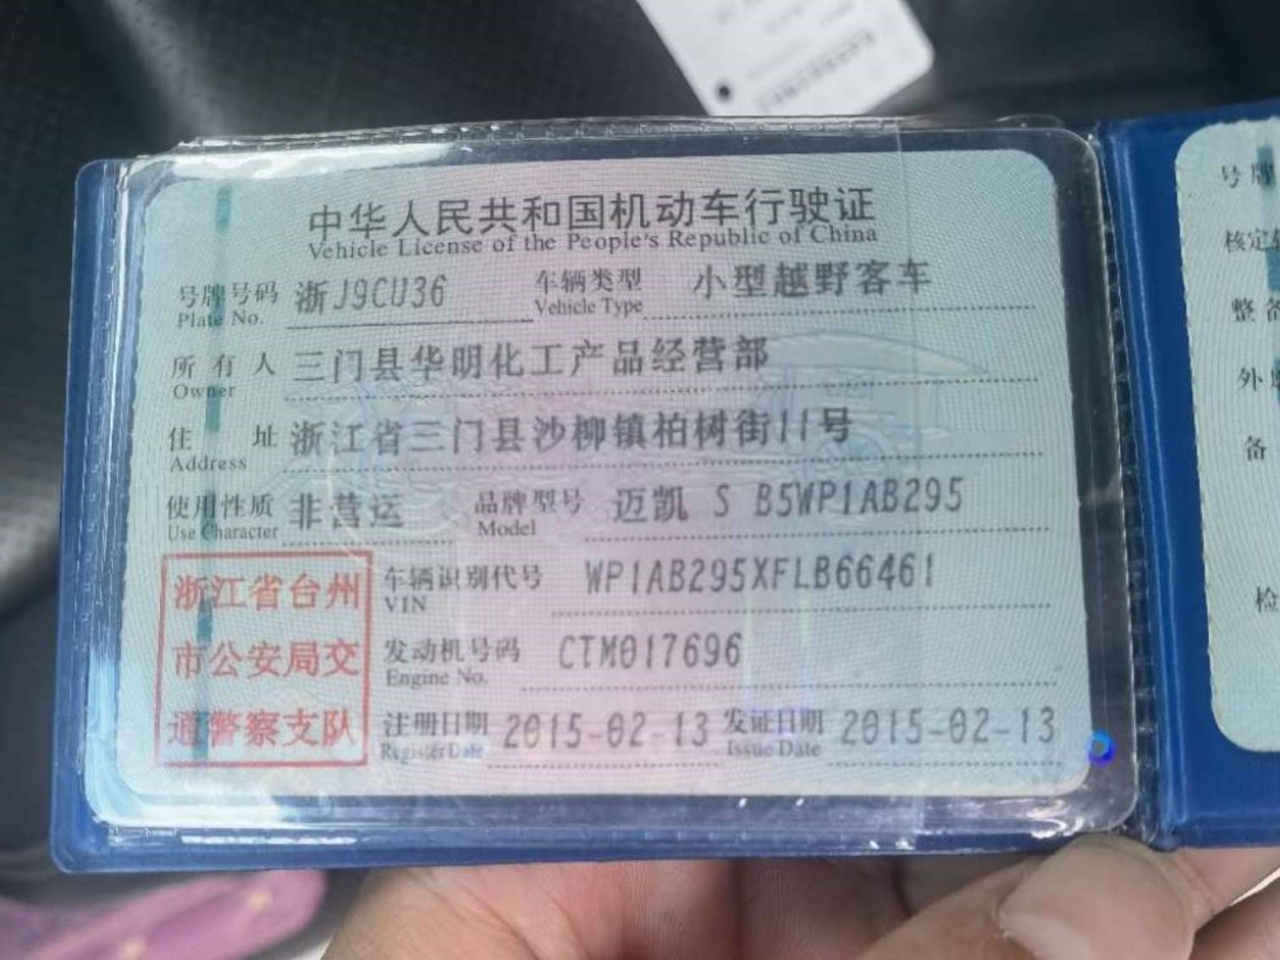 中华人民共和国机动车行驶证
Vehicle License of the People's Republic of China
号牌号码 浙J9CU36 车辆类型 小型越野客车
Plate No. Vehicle Type
所有人 三门县华明化工产品经营部
Owner
住址 浙江省三门县沙柳镇柏树街11号
Address
使用性质 非营运 品牌型号 迈凯 S B5WP1AB295
Use Character Model
车辆识别代号 WP1AB295XFLB66461
VIN
发动机号码 CTM017696
Engine No.
注册日期 2015-02-13 发证日期 2015-02-13
Register Date Issue Date
浙江省台州
市公安局交
通警察支队
号牌
核定
整备
外
备
检